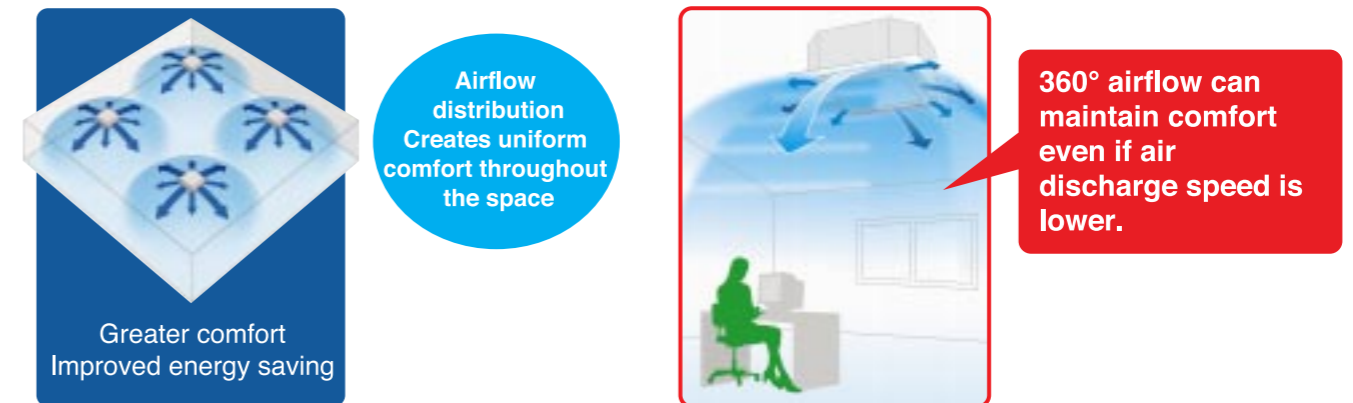 Greater comfort
Improved energy saving
Airflow
distribution
Creates uniform
comfort throughout
the space
360° airflow can
maintain comfort
even if air
discharge speed is
lower.